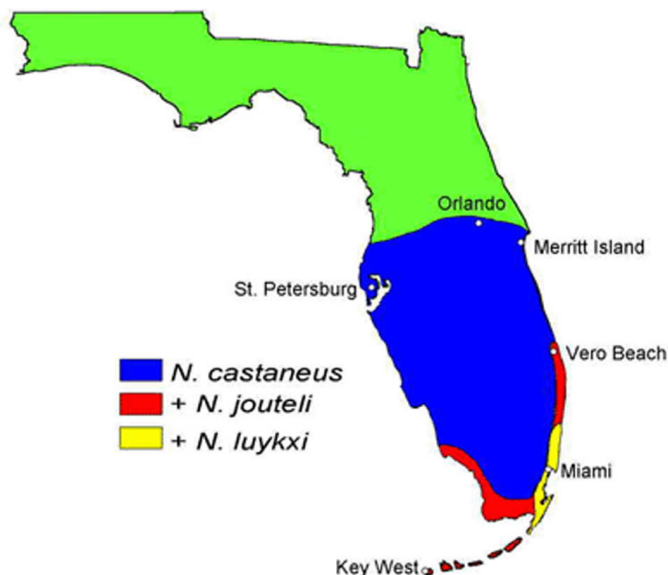 Orlando
Merritt Island
St. Petersburg
Vero Beach
N. castaneus
+ N. jouteli
+ N. luykxi
Miami
Key West